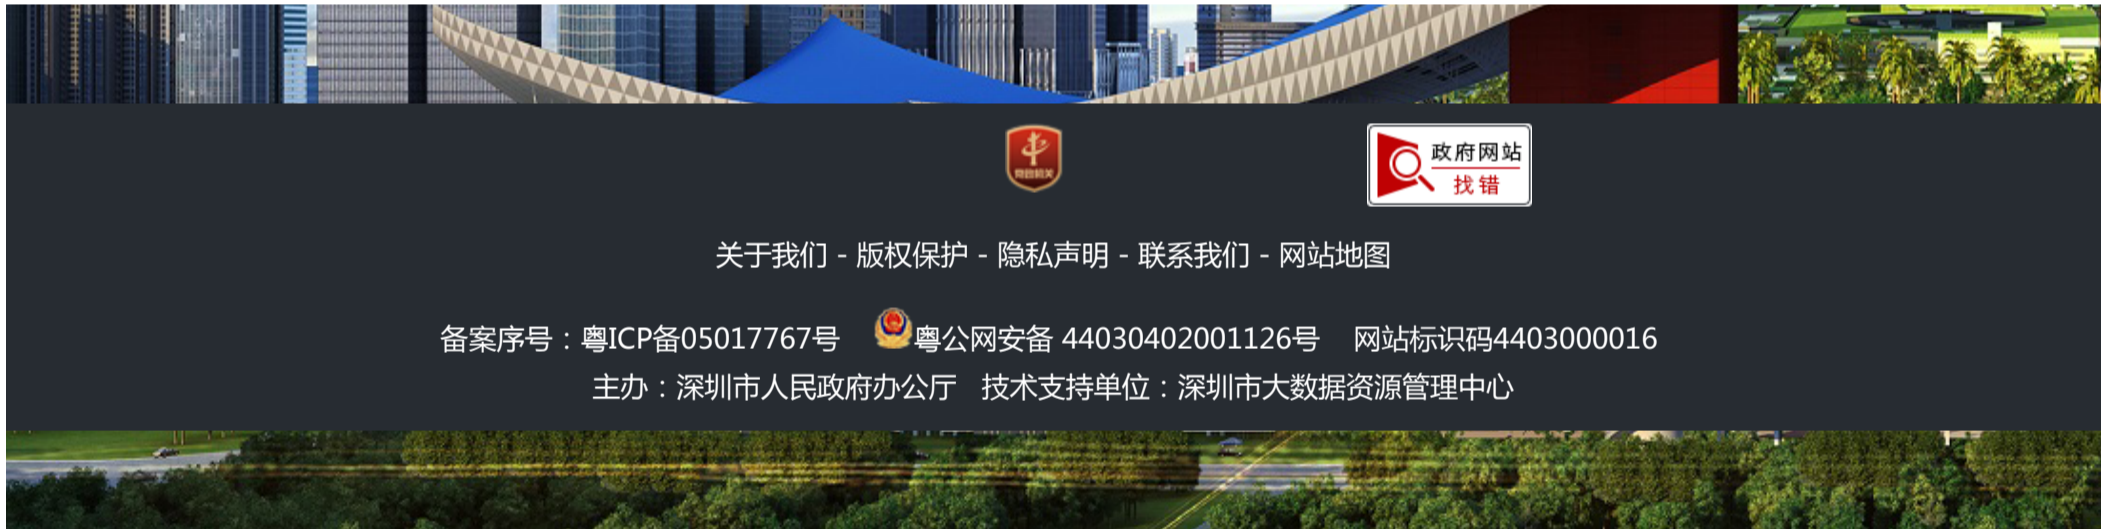 党政机关
政府网站
找错
关于我们 - 版权保护 - 隐私声明 - 联系我们 - 网站地图
备案序号：粤ICP备05017767号 粤公网安备 44030402001126号 网站标识码4403000016
主办：深圳市人民政府办公厅 技术支持单位：深圳市大数据资源管理中心